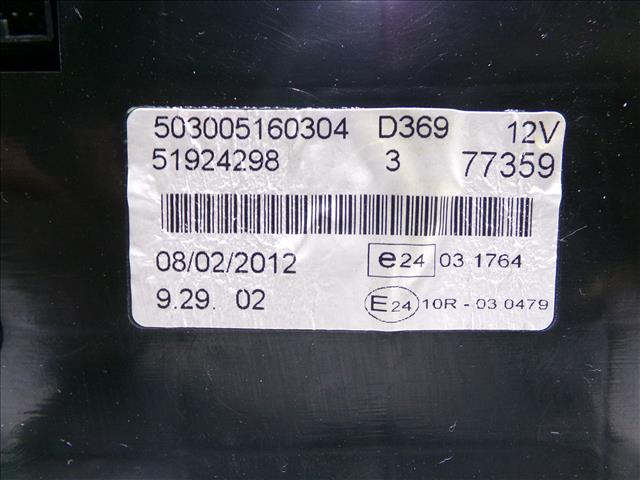 503005160304 D369 12V
51924298 3 77359
08/02/2012 e24 03 1764
9.29. 02 E24 10R - 03 0479